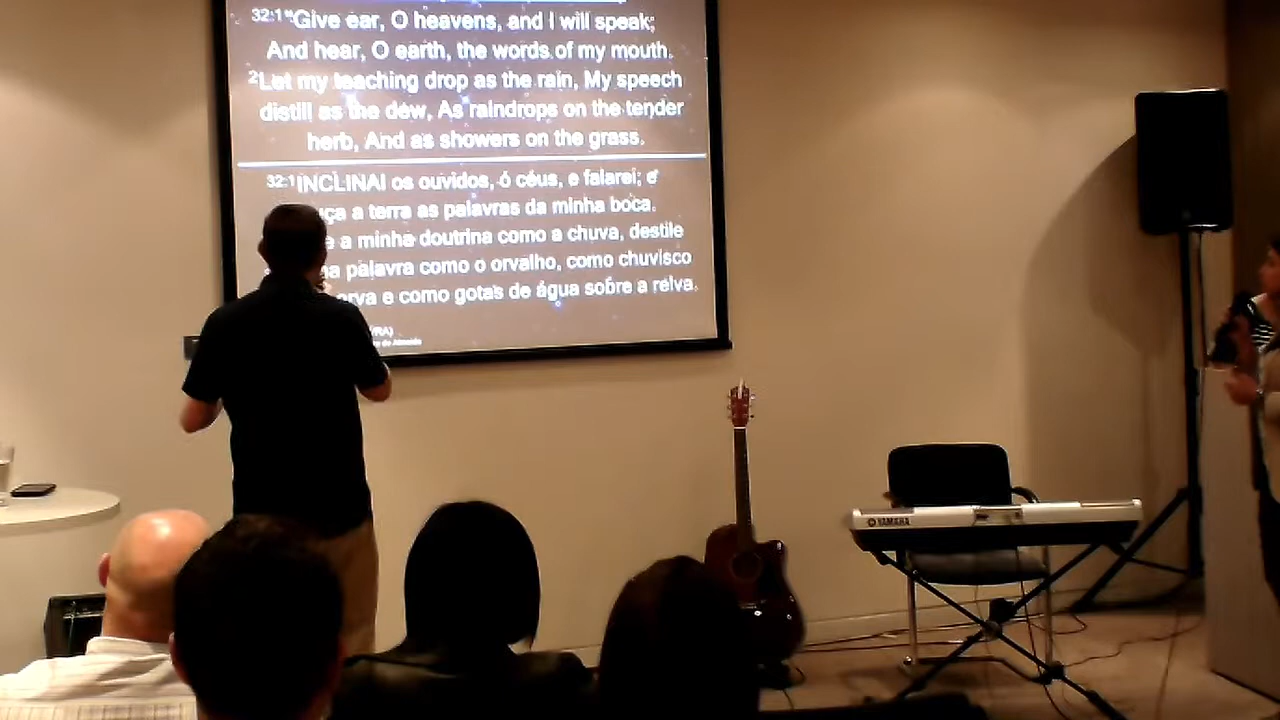 32:1 "Give ear, O heavens, and I will speak;
And hear, O earth, the words of my mouth.
2 Let my teaching drop as the rain, My speech
distill as the dew, As raindrops on the tender
herb, And as showers on the grass.
32:1 INCLINAI os ouvidos, ó céus, e falarei; e
a terra as palavras da minha boca.
a minha doutrina como a chuva, destile
palavra como o orvalho, como chuvisco
e como gotas de água sobre a relva.
de Almeida
YAMAHA